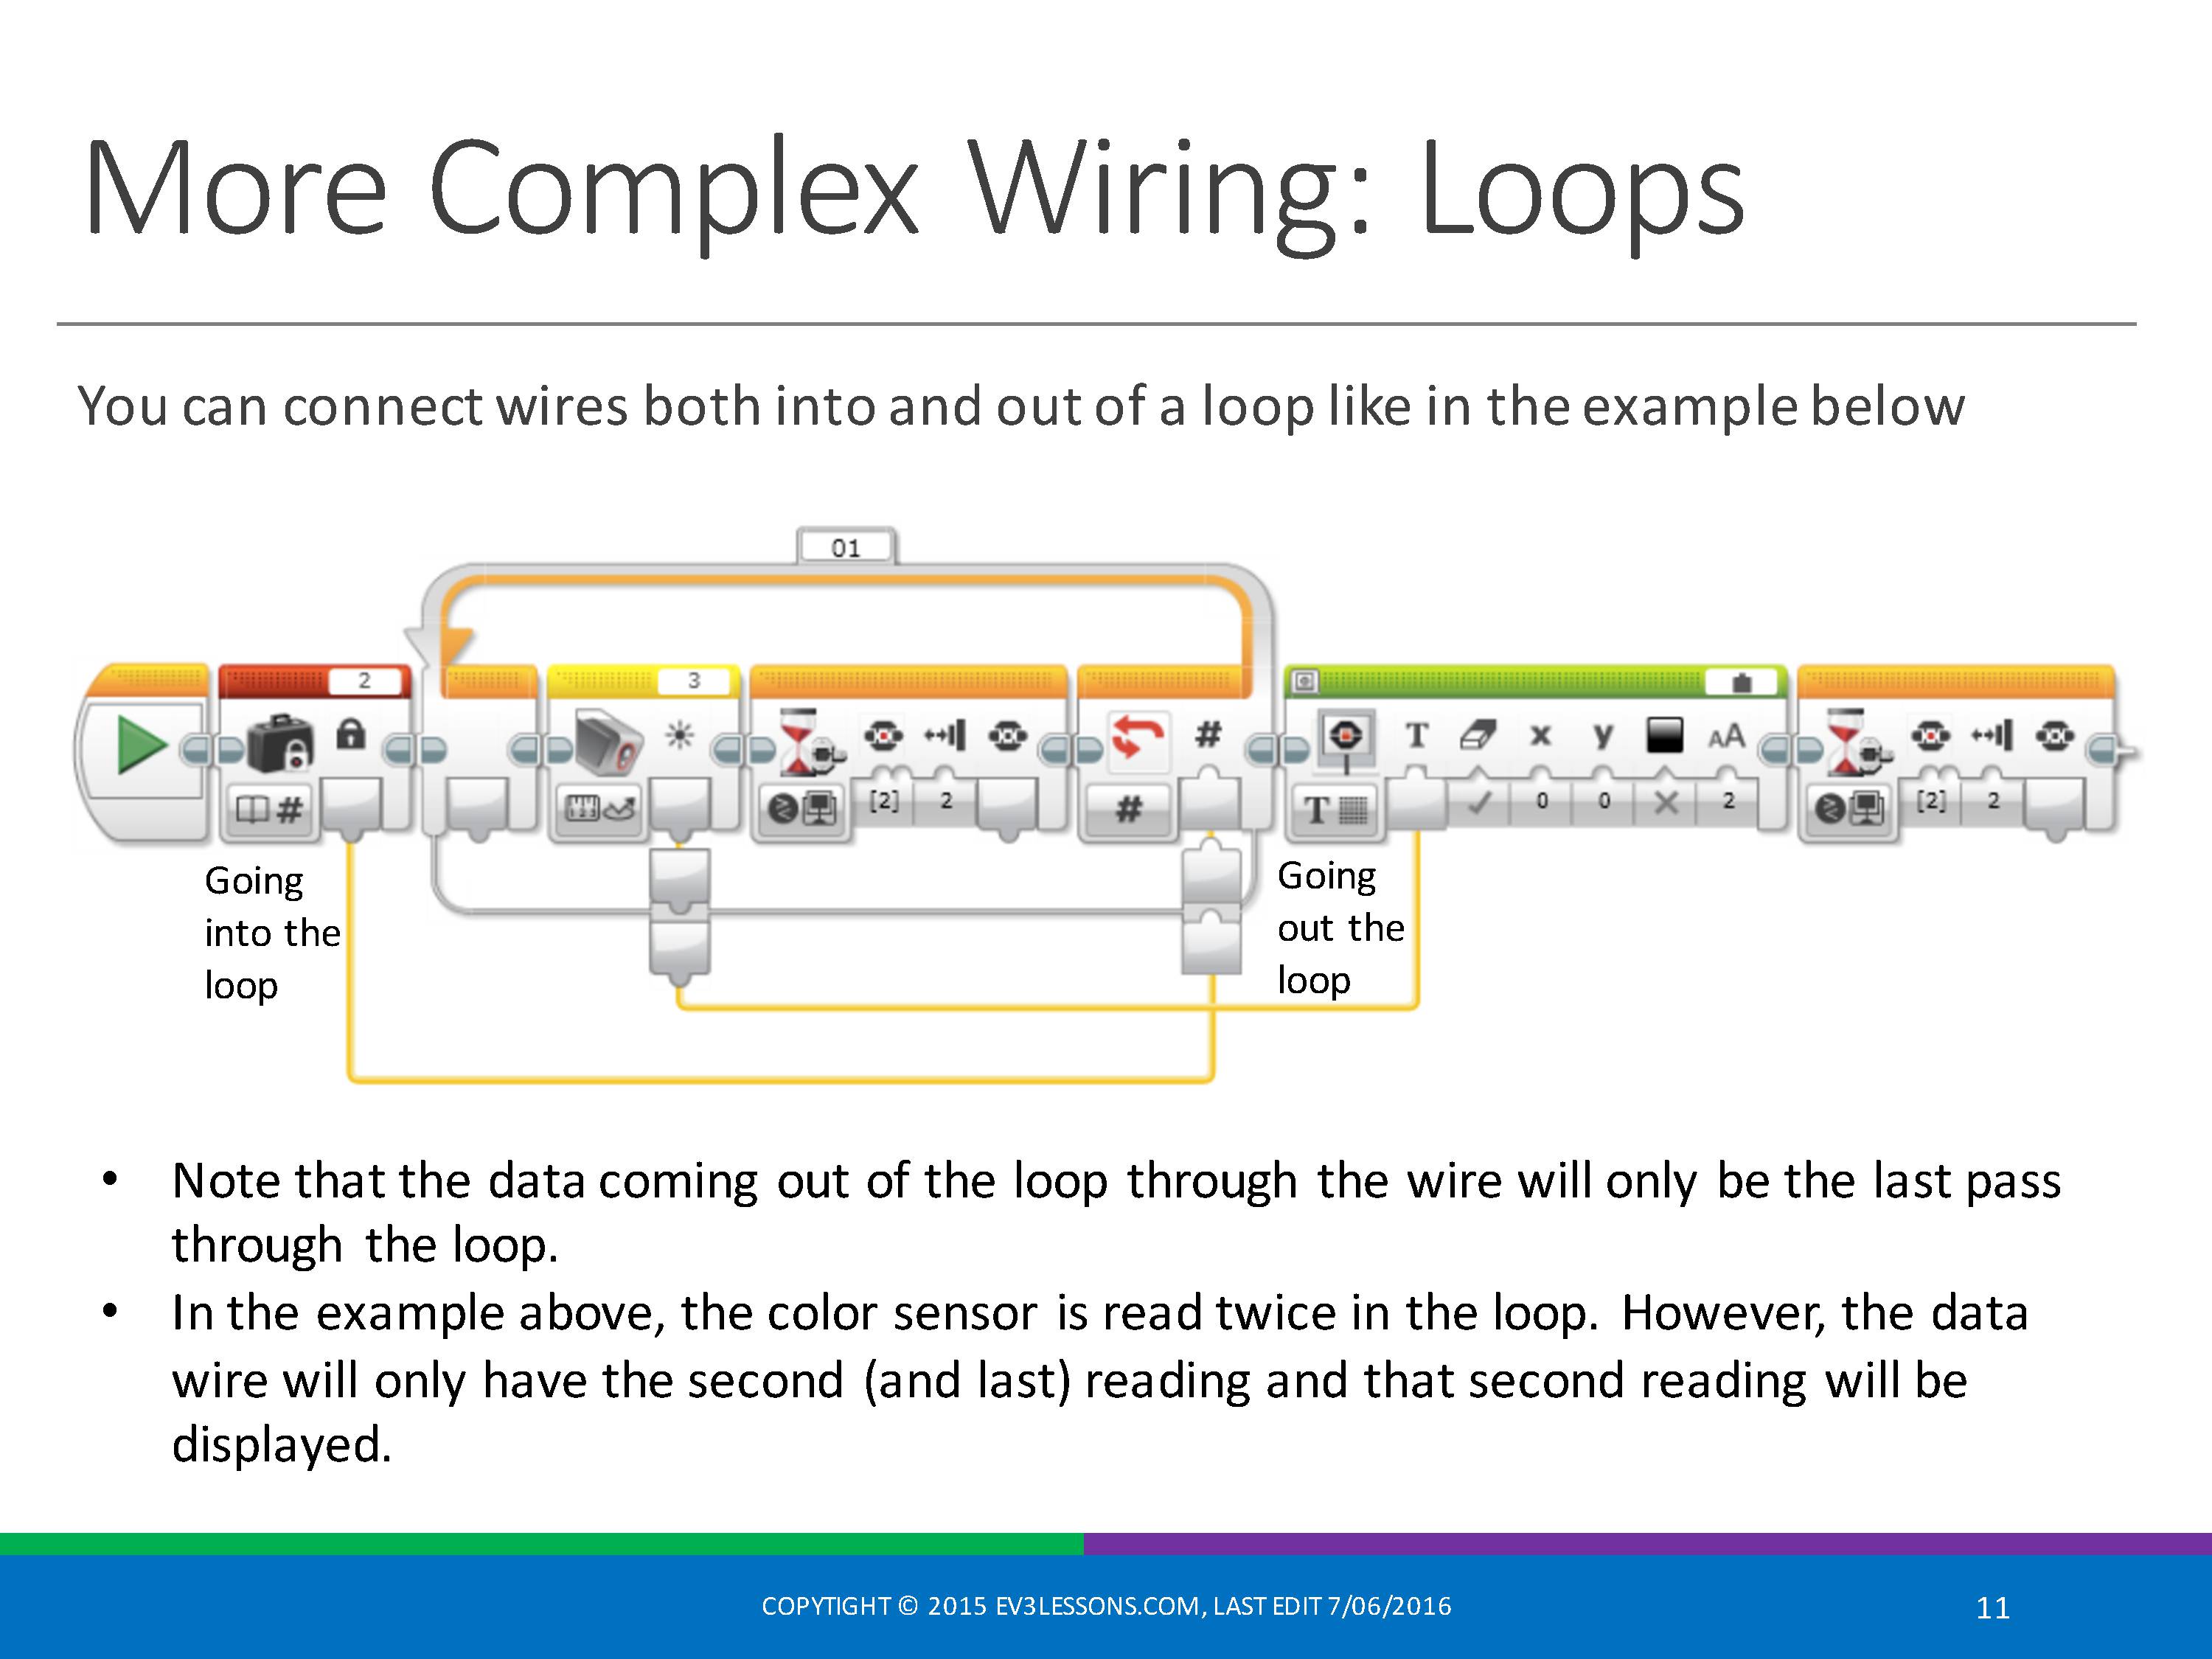 More Complex Wiring: Loops
You can connect wires both into and out of a loop like in the example below
01
2
3
# T x y AA
# [2] 2 # T 0 0 2 [2] 2
Going
into the
loop
Going
out the
loop
• Note that the data coming out of the loop through the wire will only be the last pass
through the loop.
• In the example above, the color sensor is read twice in the loop. However, the data
wire will only have the second (and last) reading and that second reading will be
displayed.
COPYTIGHT © 2015 EV3LESSONS.COM, LAST EDIT 7/06/2016
11